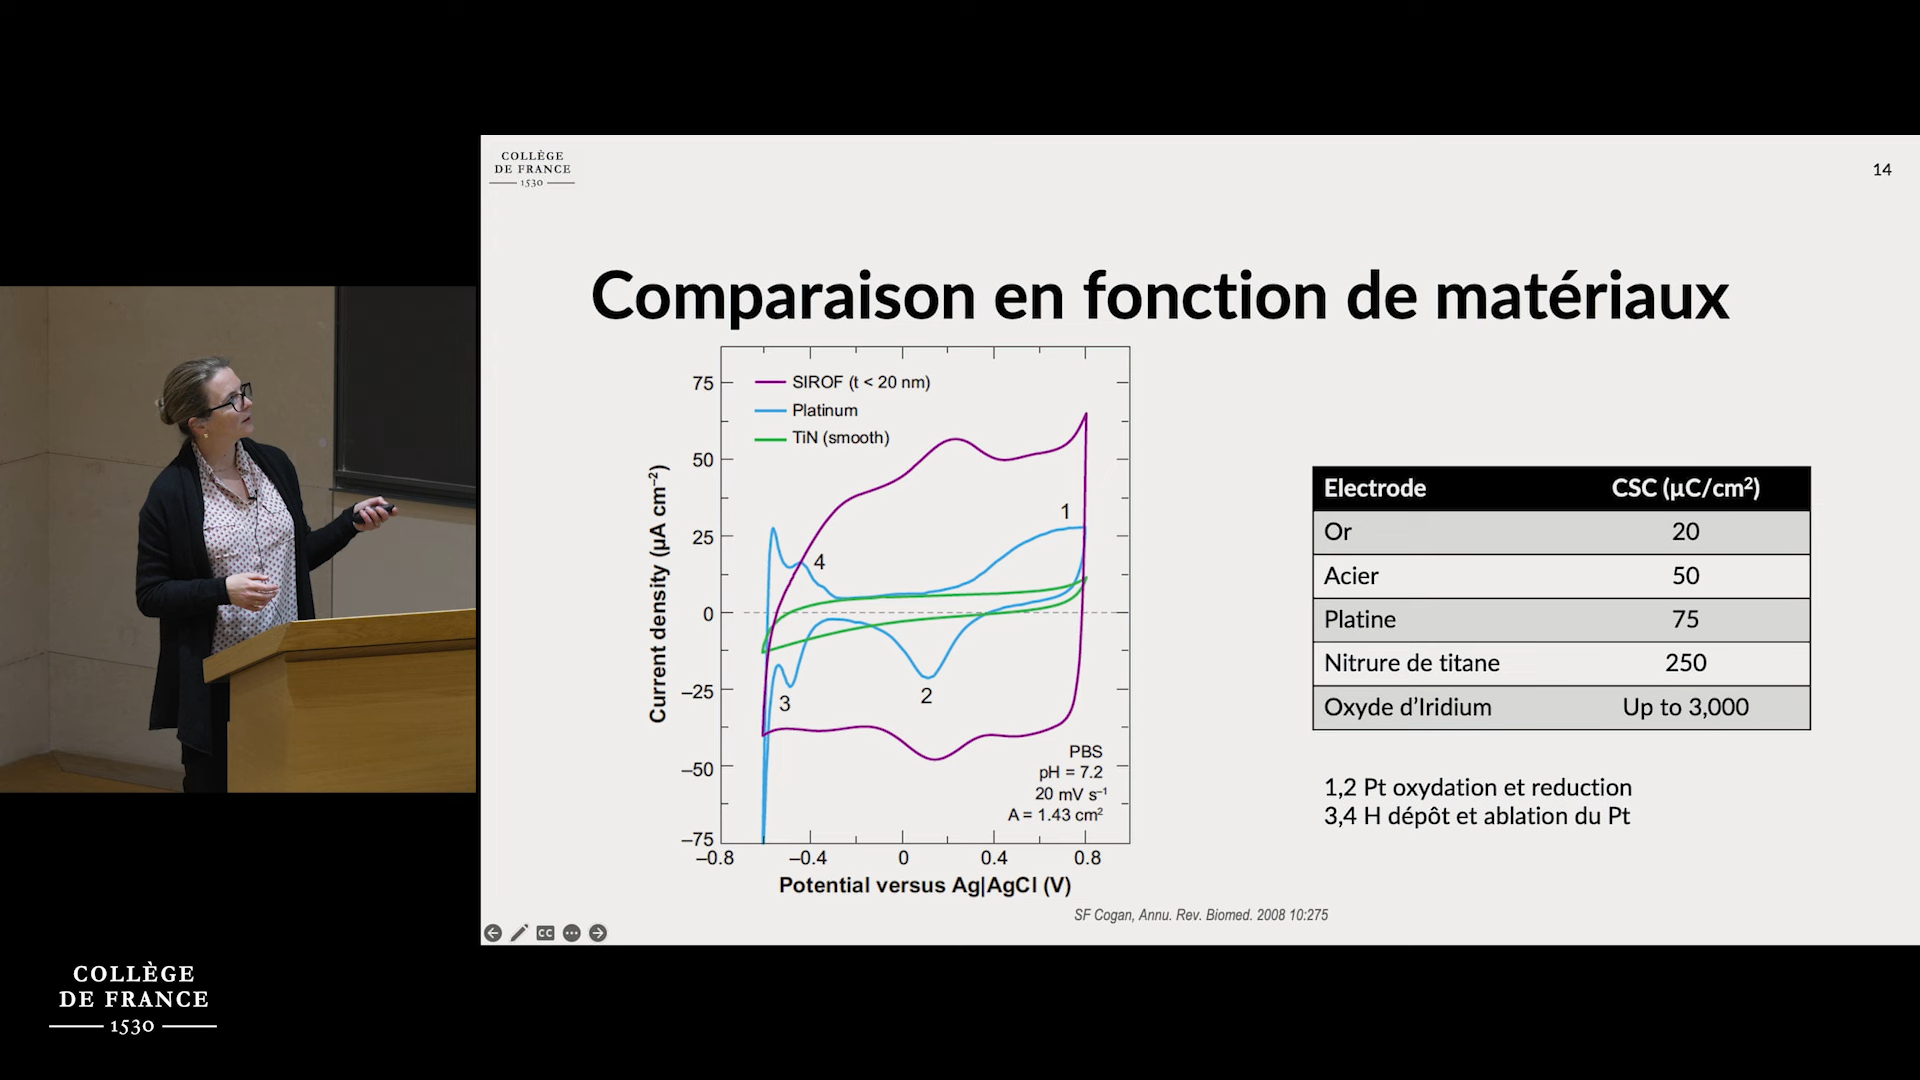 COLLÈGE
DE FRANCE
1530
14
Comparaison en fonction de matériaux
SIROF (t < 20 nm)
Platinum
TiN (smooth)
75
50
25
0
–25
–50
–75
Current density (µA cm⁻²)
1
4
3
2
PBS
pH = 7.2
20 mV s⁻¹
A = 1.43 cm²
–0.8
–0.4
0
0.4
0.8
Potential versus Ag|AgCl (V)
Electrode CSC (µC/cm²)
Or 20
Acier 50
Platine 75
Nitrure de titane 250
Oxyde d’Iridium Up to 3,000
1,2 Pt oxydation et reduction
3,4 H dépôt et ablation du Pt
SF Cogan, Annu. Rev. Biomed. 2008 10:275
CC
COLLÈGE
DE FRANCE
1530